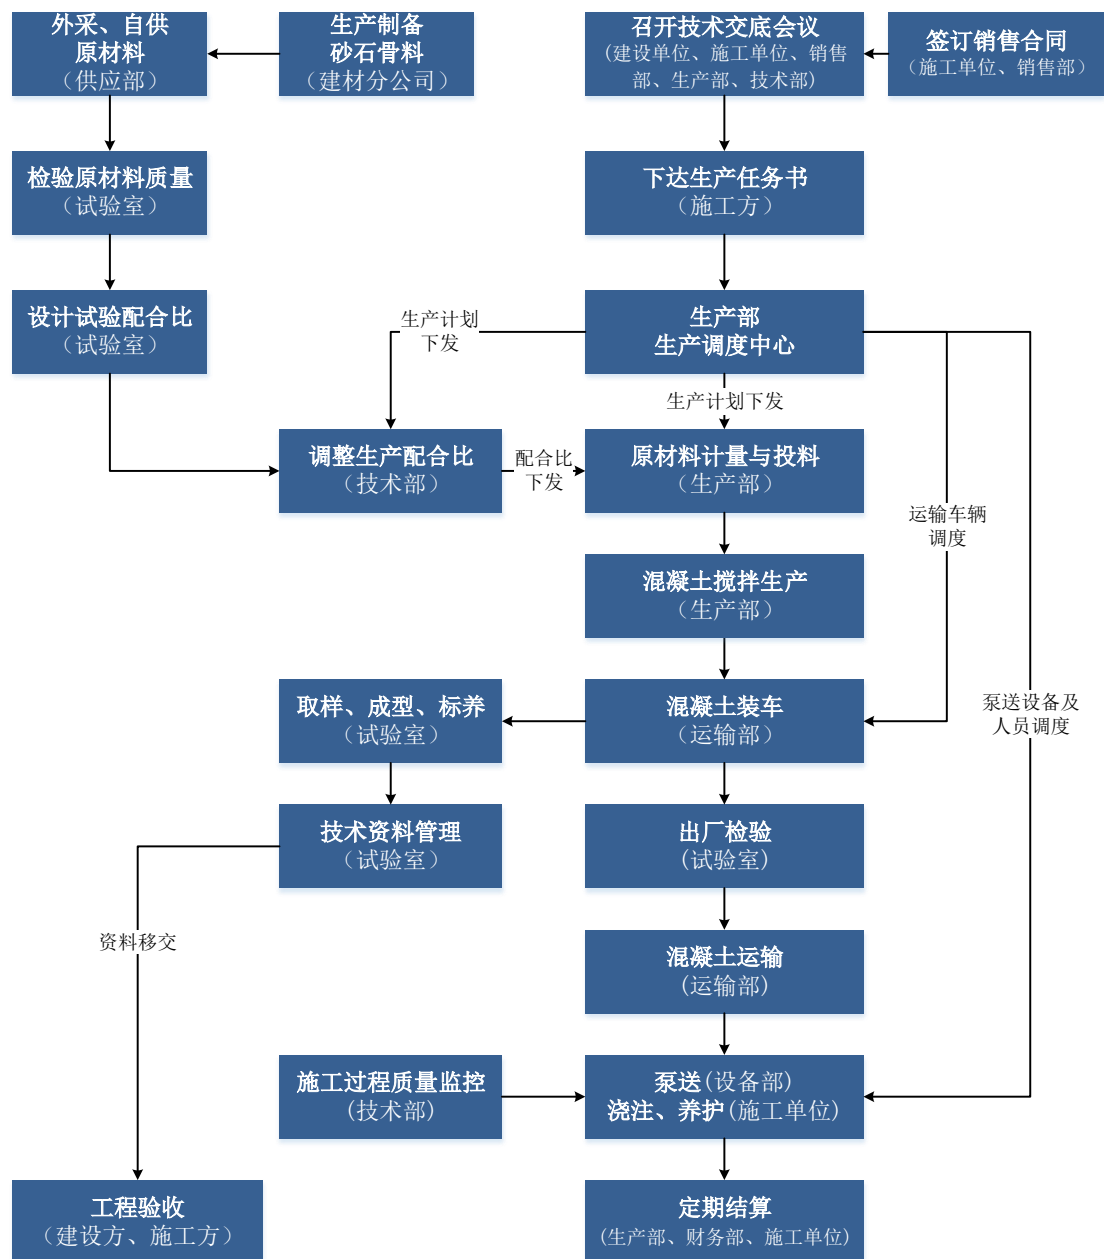 外采、自供
原材料
（供应部）
生产制备
砂石骨料
（建材分公司）
召开技术交底会议
(建设单位、施工单位、销售
部、生产部、技术部)
签订销售合同
（施工单位、销售部）
检验原材料质量
（试验室）
下达生产任务书
（施工方）
设计试验配合比
（试验室）
生产计划
下发
生产部
生产调度中心
生产计划下发
调整生产配合比
（技术部）
配合比
下发
原材料计量与投料
（生产部）
运输车辆
调度
混凝土搅拌生产
（生产部）
取样、成型、标养
（试验室）
混凝土装车
（运输部）
泵送设备及
人员调度
技术资料管理
（试验室）
出厂检验
(试验室)
资料移交
混凝土运输
(运输部)
施工过程质量监控
(技术部)
泵送(设备部)
浇注、养护(施工单位)
工程验收
（建设方、施工方）
定期结算
(生产部、财务部、施工单位)